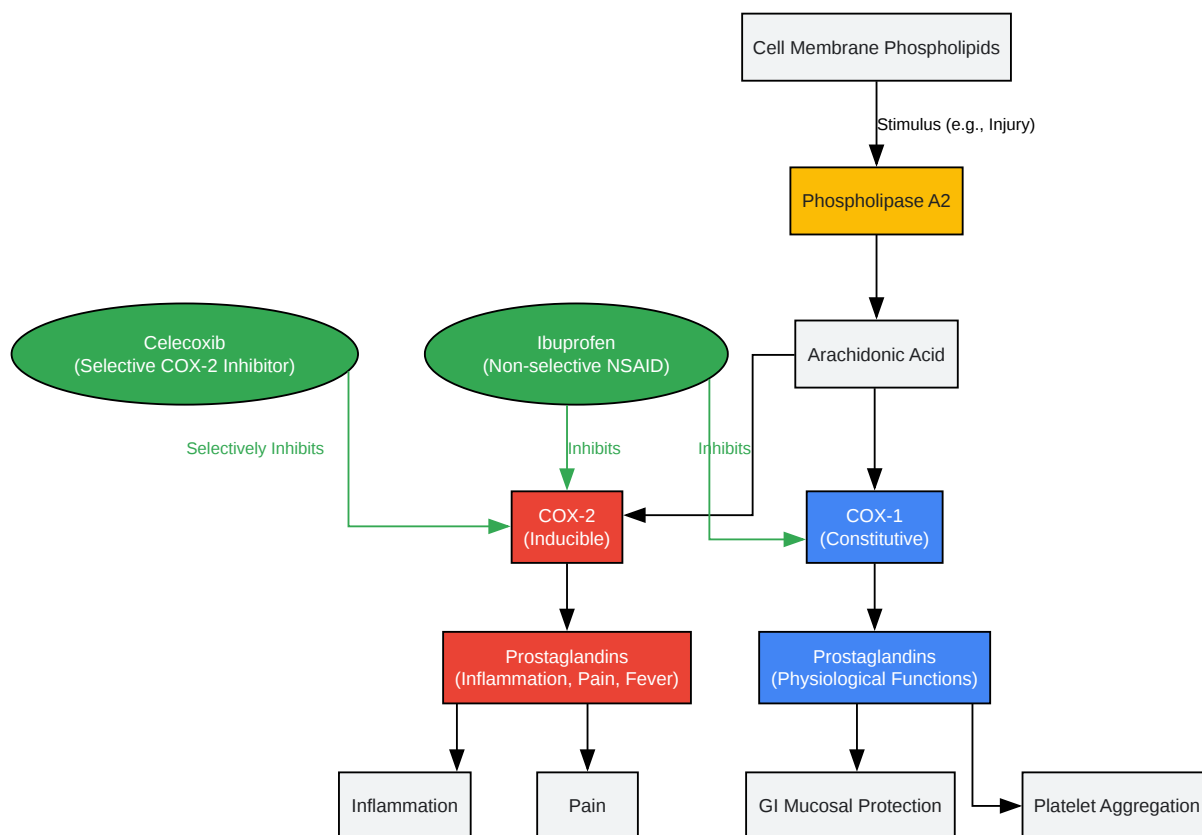 Cell Membrane Phospholipids
Stimulus (e.g., Injury)
Phospholipase A2
Celecoxib
(Selective COX-2 Inhibitor)
Ibuprofen
(Non-selective NSAID)
Arachidonic Acid
Selectively Inhibits
Inhibits
Inhibits
COX-2
(Inducible)
COX-1
(Constitutive)
Prostaglandins
(Inflammation, Pain, Fever)
Prostaglandins
(Physiological Functions)
Inflammation
Pain
GI Mucosal Protection
Platelet Aggregation